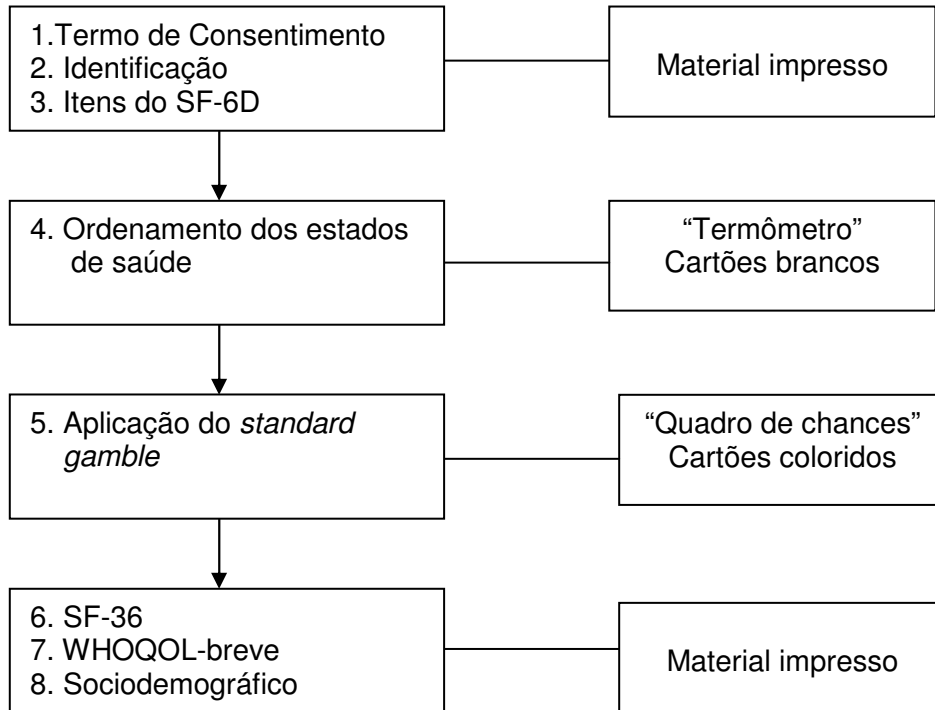 1.Termo de Consentimento
2. Identificação
3. Itens do SF-6D
Material impresso
4. Ordenamento dos estados
de saúde
“Termômetro”
Cartões brancos
5. Aplicação do standard
gamble
“Quadro de chances”
Cartões coloridos
6. SF-36
7. WHOQOL-breve
8. Sociodemográfico
Material impresso